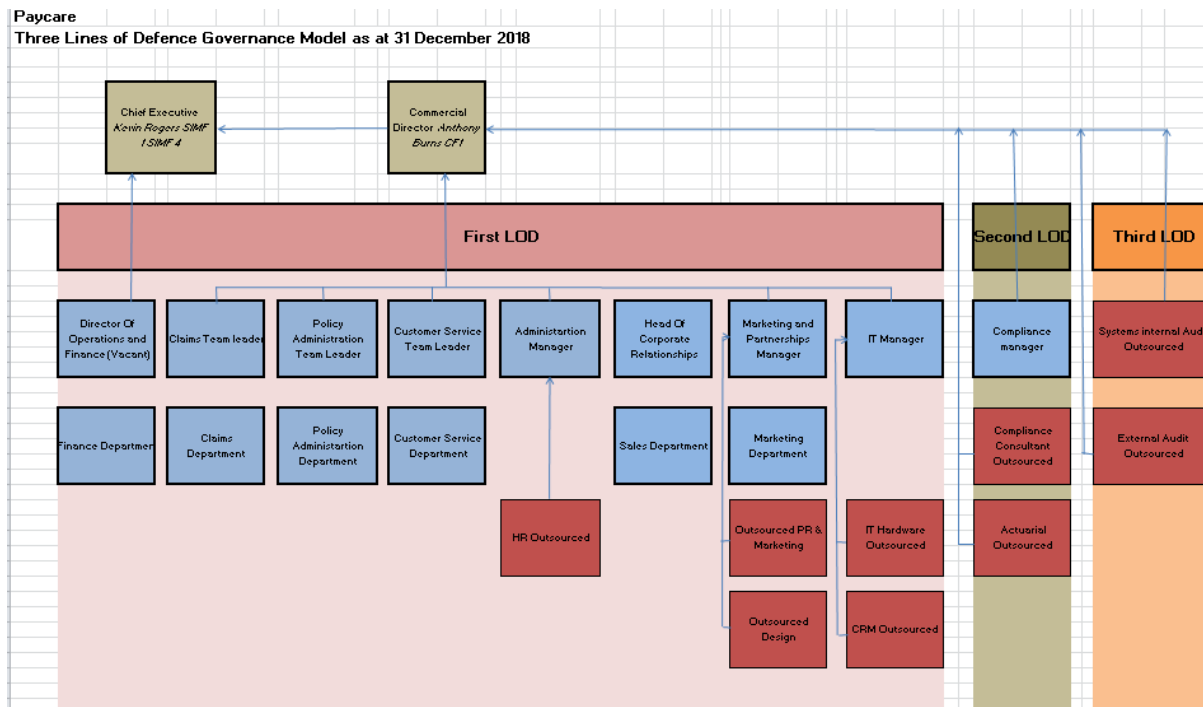 Paycare
Three Lines of Defence Governance Model as at 31 December 2018
Chief Executive
Kevin Rogers SIMF
1 SIMF 4
Commercial
Director Anthony
Burns CF1
First LOD
Second LOD
Third LOD
Director Of
Operations and
Finance (Vacant)
Claims Team leader
Policy
Administration
Team Leader
Customer Service
Team Leader
Administartion
Manager
Head Of
Corporate
Relationships
Marketing and
Partnerships
Manager
IT Manager
Compliance
manager
Systems internal Audi
Outsourced
Finance Departmen
Claims
Department
Policy
Administartion
Department
Customer Service
Department
Sales Department
Marketing
Department
Compliance
Consultant
Outsourced
External Audit
Outsourced
HR Outsourced
Outsourced PR &
Marketing
IT Hardware
Outsourced
Actuarial
Outsourced
Outsourced
Design
CRM Outsourced